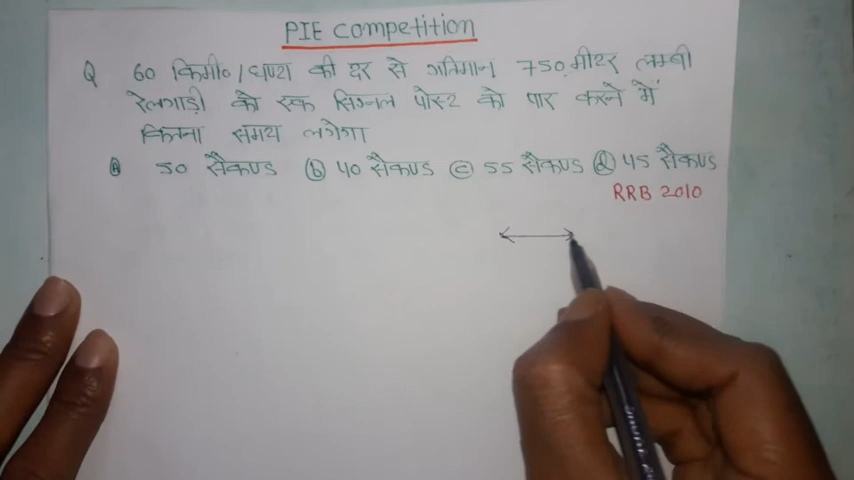 PIE Competition
Q 60 किमी०/घण्टा की दर से गतिमान 750 मीटर लम्बी
रेलगाड़ी को एक सिग्नल पोस्ट को पार करने में
कितना समय लगेगा
(A) 50 सैकण्ड (b) 40 सैकण्ड (c) 55 सैकण्ड (d) 45 सैकण्ड
RRB 2010